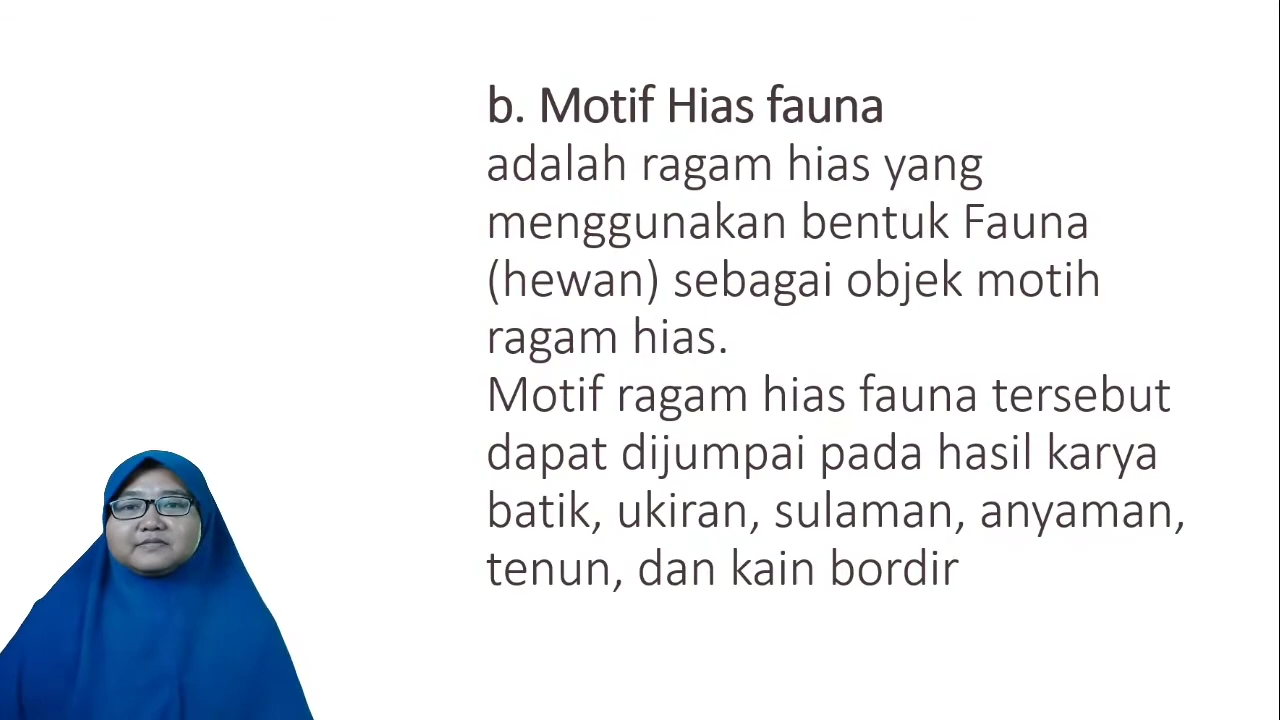 b. Motif Hias fauna
adalah ragam hias yang
menggunakan bentuk Fauna
(hewan) sebagai objek motih
ragam hias.
Motif ragam hias fauna tersebut
dapat dijumpai pada hasil karya
batik, ukiran, sulaman, anyaman,
tenun, dan kain bordir